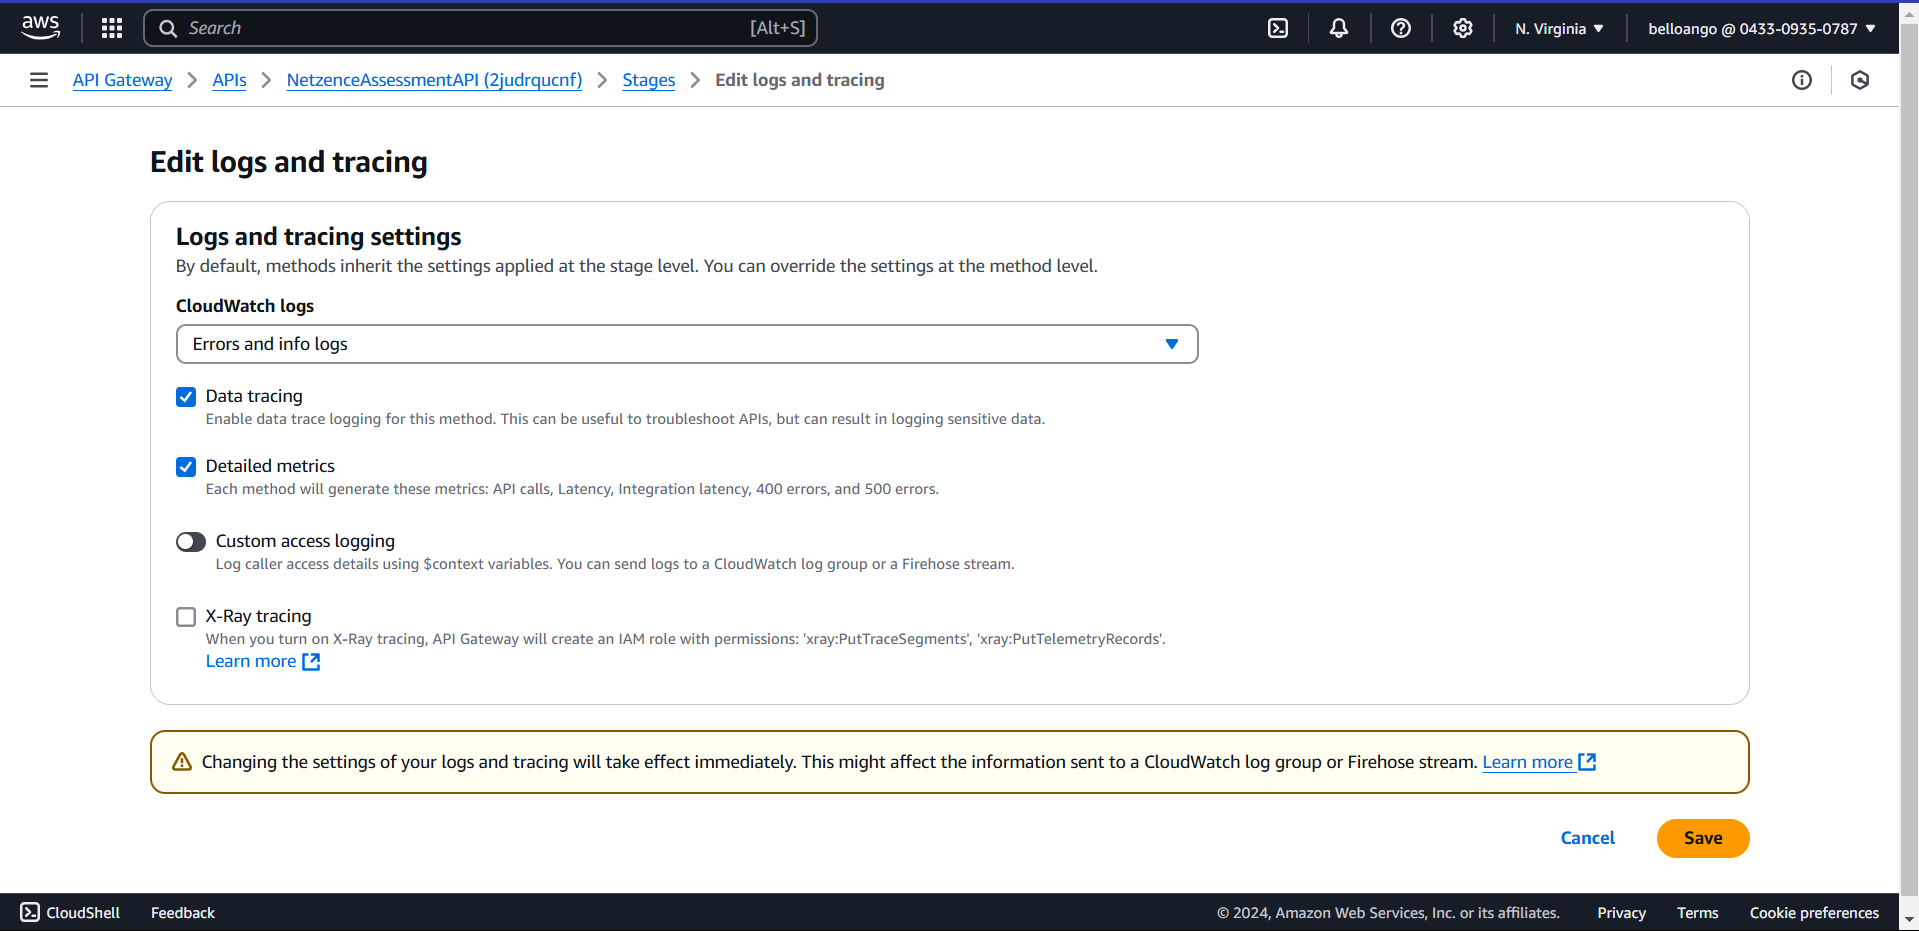 aws
Search [Alt+S] N. Virginia belloango @ 0433-0935-0787
API Gateway APIs NetzenceAssessmentAPI (2judrqucnf) Stages Edit logs and tracing
Edit logs and tracing
Logs and tracing settings
By default, methods inherit the settings applied at the stage level. You can override the settings at the method level.
CloudWatch logs
Errors and info logs
Data tracing
Enable data trace logging for this method. This can be useful to troubleshoot APIs, but can result in logging sensitive data.
Detailed metrics
Each method will generate these metrics: API calls, Latency, Integration latency, 400 errors, and 500 errors.
Custom access logging
Log caller access details using $context variables. You can send logs to a CloudWatch log group or a Firehose stream.
X-Ray tracing
When you turn on X-Ray tracing, API Gateway will create an IAM role with permissions: 'xray:PutTraceSegments', 'xray:PutTelemetryRecords'.
Learn more
Changing the settings of your logs and tracing will take effect immediately. This might affect the information sent to a CloudWatch log group or Firehose stream. Learn more
Cancel Save
CloudShell Feedback © 2024, Amazon Web Services, Inc. or its affiliates. Privacy Terms Cookie preferences